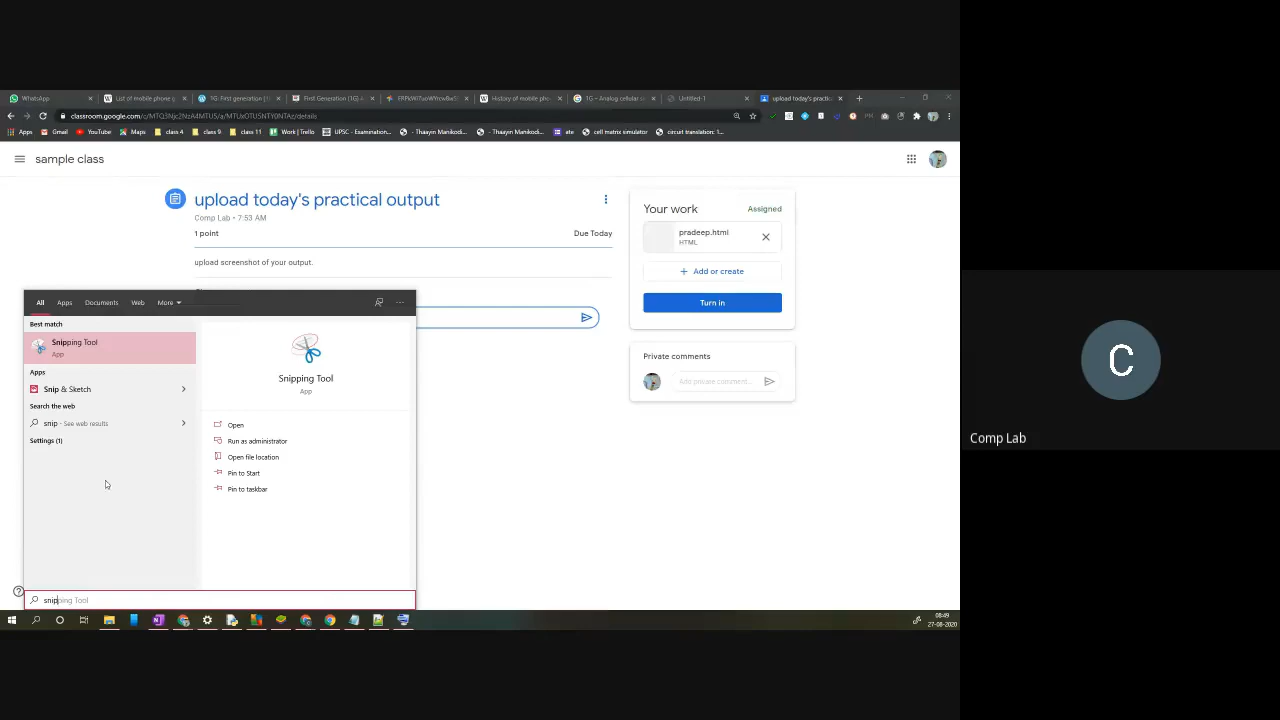 WhatsApp
List of mobile phone g
1G: First generation (1
First Generation (1G) A
History of mobile pho
1G – Analog cellular
Untitled-1
upload today's practic
Apps
Gmail
YouTube
Maps
class 4
class 9
class 11
Work | Trello
UPSC - Examination...
- Thaayin Manikodi...
- Thaayin Manikodi...
ate
cell matrix simulator
circuit translation: 1...
sample class
upload today's practical output
Comp Lab • 7:53 AM
1 point
Due Today
upload screenshot of your output.
Your work
Assigned
pradeep.html
HTML
+ Add or create
Turn in
Private comments
Add private comment...
All
Apps
Documents
Web
More
Best match
Snipping Tool
App
Apps
Snip & Sketch
Search the web
snip - See web results
Settings (1)
Snipping Tool
App
Open
Run as administrator
Open file location
Pin to Start
Pin to taskbar
snipping Tool
08:49
27-08-2020
C
Comp Lab